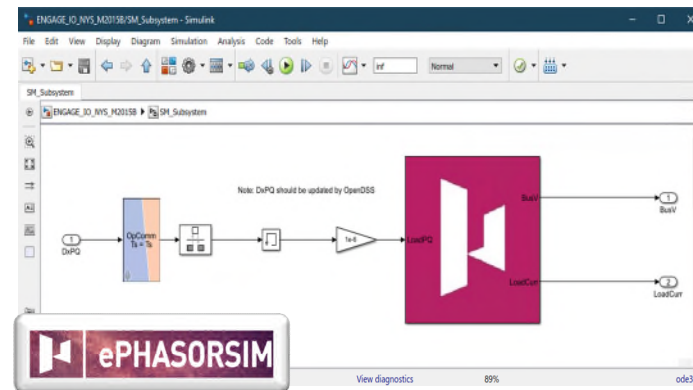 ENGAGE_IO_NYS_M2015B/SM_Subsystem - Simulink
File Edit View Display Diagram Simulation Analysis Code Tools Help
inf Normal
SM_Subsystem
ENGAGE_IO_NYS_M2015B SM_Subsystem
Note: DxPQ should be updated by OpenDSS
1
DxPQ
OpComm
Ts = Ts
1e-6
LoadPQ
BusV
LoadCurr
1
BusV
2
LoadCurr
ePHASORSIM
View diagnostics 89% ode3